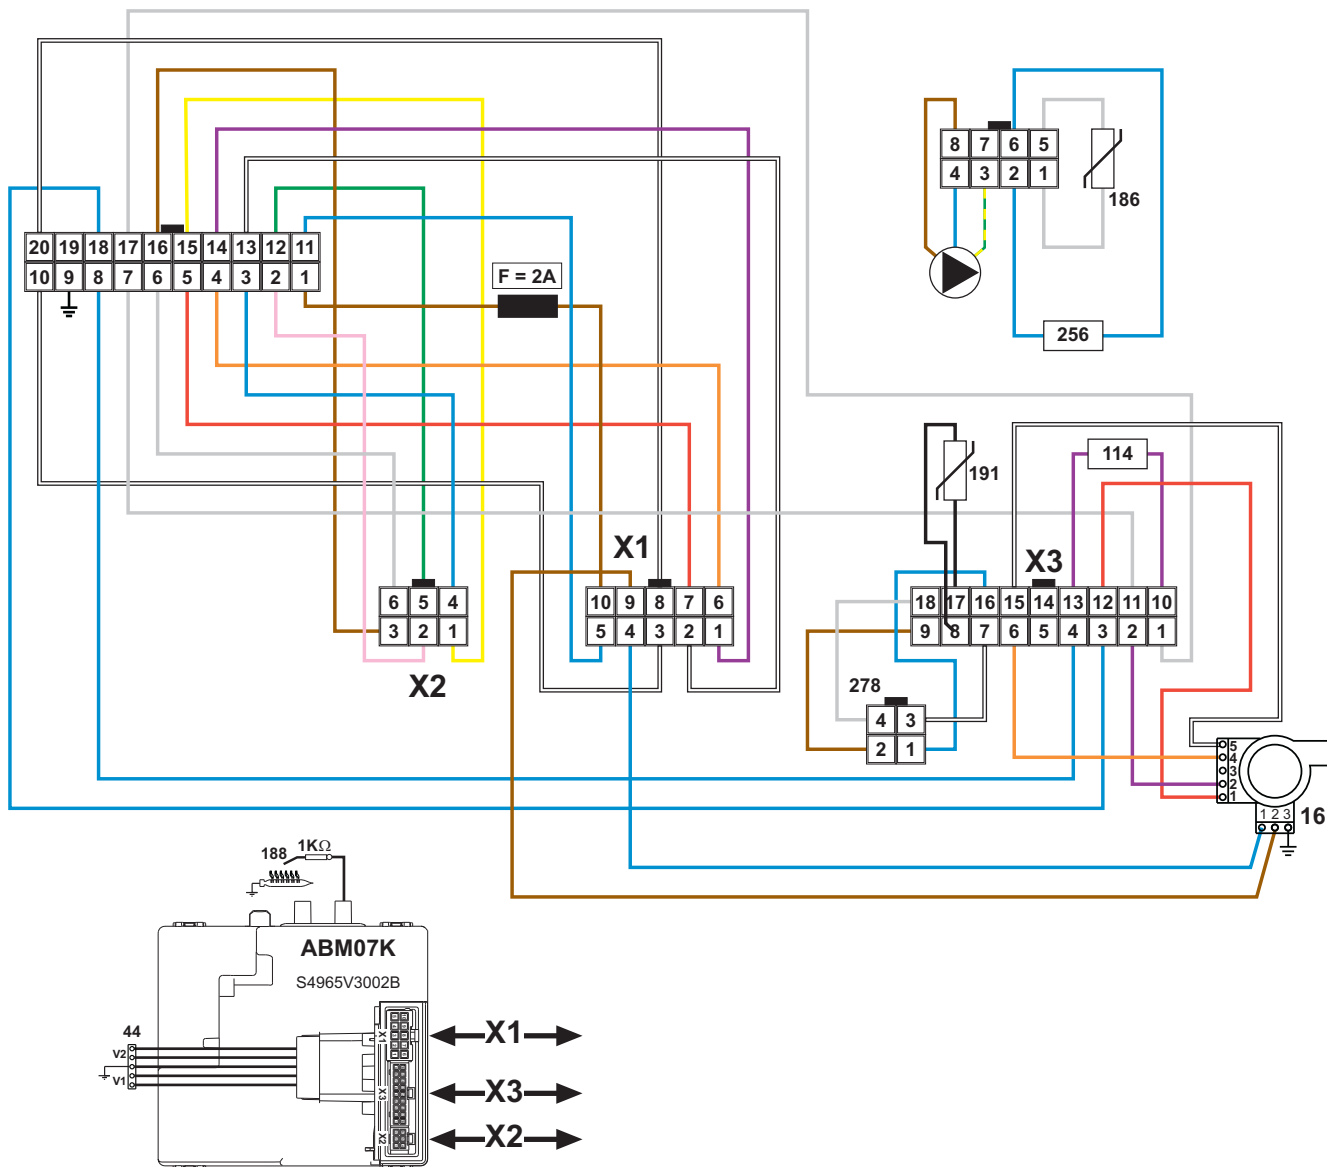 8 7 6 5
4 3 2 1
186
20 19 18 17 16 15 14 13 12 11
10 9 8 7 6 5 4 3 2 1
F = 2A
256
114
191
X1
X3
6 5 4
3 2 1
X2
10 9 8 7 6
5 4 3 2 1
18 17 16 15 14 13 12 11 10
9 8 7 6 5 4 3 2 1
278
4 3
2 1
5
4
3
2
1
1 2 3
16
188
1KΩ
ABM07K
S4965V3002B
44
V2
V1
X1
X3
X2
X1
X3
X2